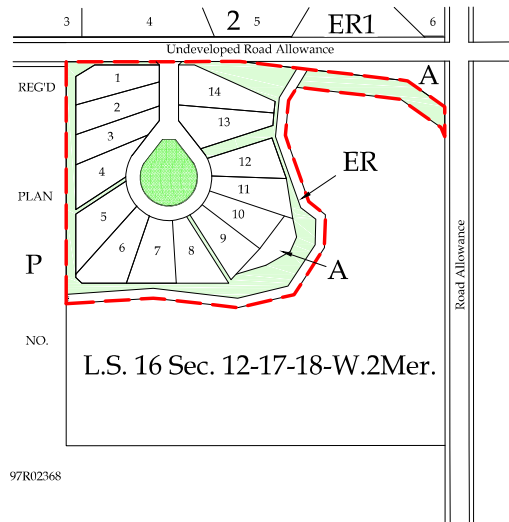 3 4 2 5 ER1 6
Undeveloped Road Allowance
A
REG'D
1
14
2
13
3
12
ER
4
11
PLAN
10
5
9
6 7 8
P
A
Road Allowance
NO.
L.S. 16 Sec. 12-17-18-W.2Mer.
97R02368